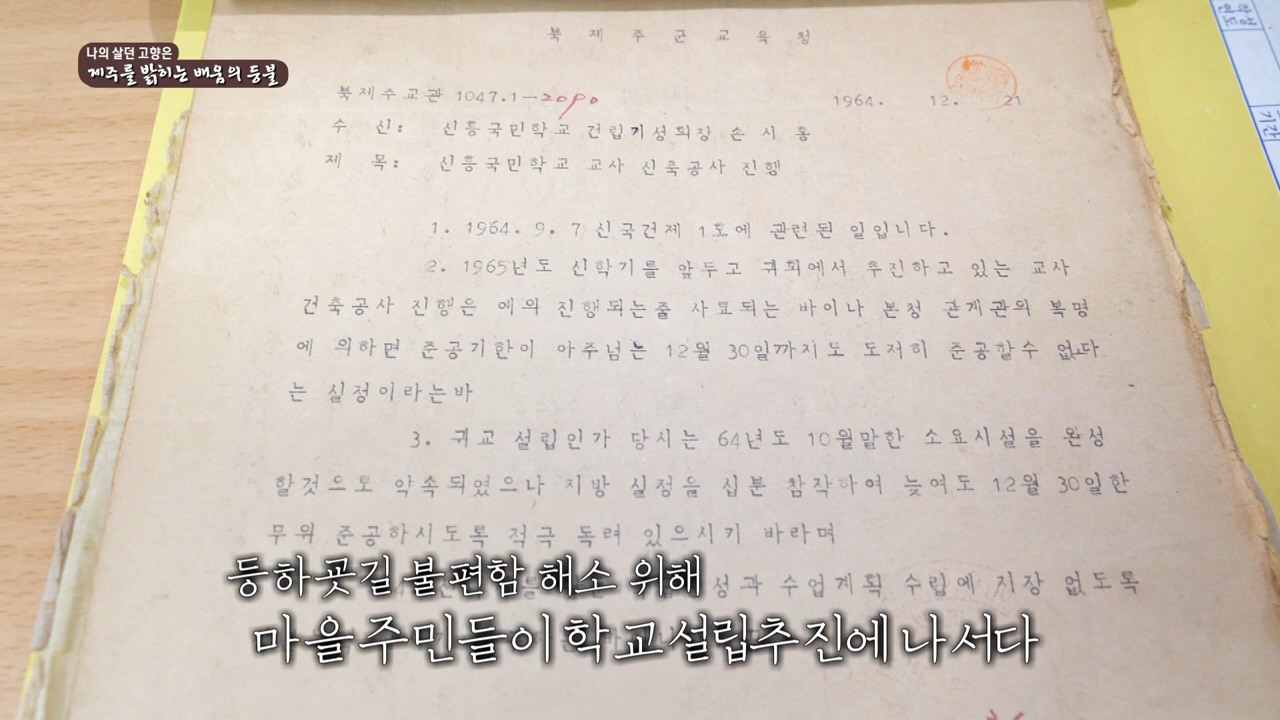 나의 살던 고향은
제주를 밝히는 배움의 등불
북제주군교육청
북제주교관 1047.1-2090
1964. 12. 21
수 신: 신흥국민학교 건립기성회장 손 시 흥
제 목: 신흥국민학교 교사 신축공사 진행
1. 1964. 9. 7 신국건제 1호에 관련된 일입니다.
2. 1965년도 신학기를 앞두고 귀회에서 추진하고 있는 교사
건축공사 진행은 예의 진행되는줄 사료되는 바이나 본청 관계관의 복명
에 의하면 준공기한이 아주넘는 12월 30일까지도 도저히 준공할수 없다
는 실정이라는바
3. 귀교 설립인가 당시는 64년도 10월말한 소요시설을 완성
할것으로 약속되였으나 지방 실정을 십분 참작하여 늦여도 12월 30일한
무위 준공하시도록 적극 독려 있으시기 바라며
성과 수업계획 수립에 지장 없도록
등하굣길 불편함 해소 위해
마을 주민들이 학교 설립 추진에 나서다